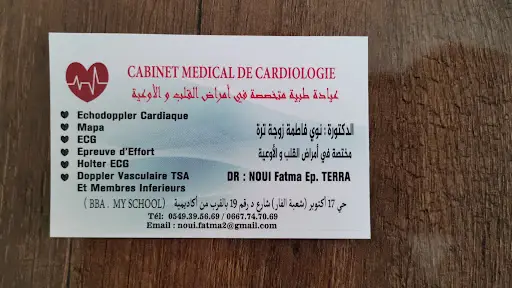 CABINET MEDICAL DE CARDIOLOGIE
عيادة طبية متخصصة في أمراض القلب و الأوعية
Echodoppler Cardiaque
Mapa
ECG
Epreuve d'Effort
Holter ECG
Doppler Vasculaire TSA
Et Membres Inferieurs
الدكتورة : نوي فاطمة زوجة ترة
مختصة في أمراض القلب و الأوعية
DR : NOUI Fatma Ep. TERRA
حي 17 أكتوبر (شعبة الفار) شارع د رقم 19 بالقرب من أكاديمية (BBA . MY SCHOOL)
Tél: 0549.39.56.69 / 0667.74.70.69
Email : noui.fatma2@gmail.com